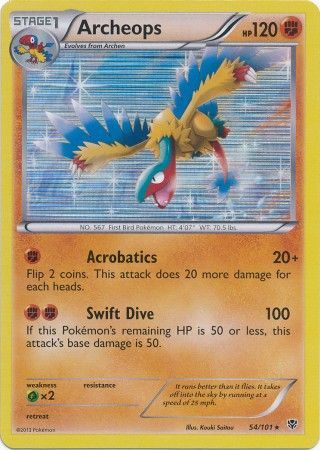 STAGE1
Archeops
HP120
Evolves from Archen
NO. 567 First Bird Pokémon HT: 4'07" WT: 70.5 lbs.
Acrobatics 20+
Flip 2 coins. This attack does 20 more damage for
each heads.
Swift Dive 100
If this Pokémon's remaining HP is 50 or less, this
attack's base damage is 50.
weakness resistance
×2
retreat
It runs better than it flies. It takes
off into the sky by running at a
speed of 25 mph.
Illus. Kouki Saitou 54/101 ★
©2013 Pokémon